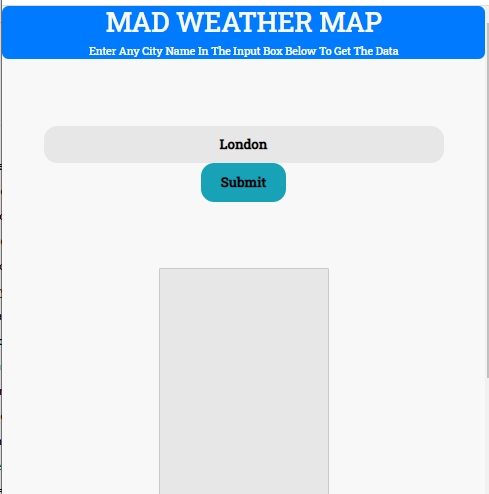 MAD WEATHER MAP
Enter Any City Name In The Input Box Below To Get The Data
London
Submit